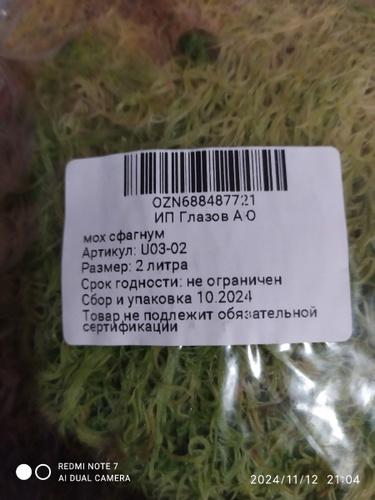 OZN688487721
ИП Глазов А О
мох сфагнум
Артикул: U03-02
Размер: 2 литра
Срок годности: не ограничен
Сбор и упаковка 10.2024
Товар не подлежит обязательной
сертификации
REDMI NOTE 7
AI DUAL CAMERA
2024/11/12 21:04